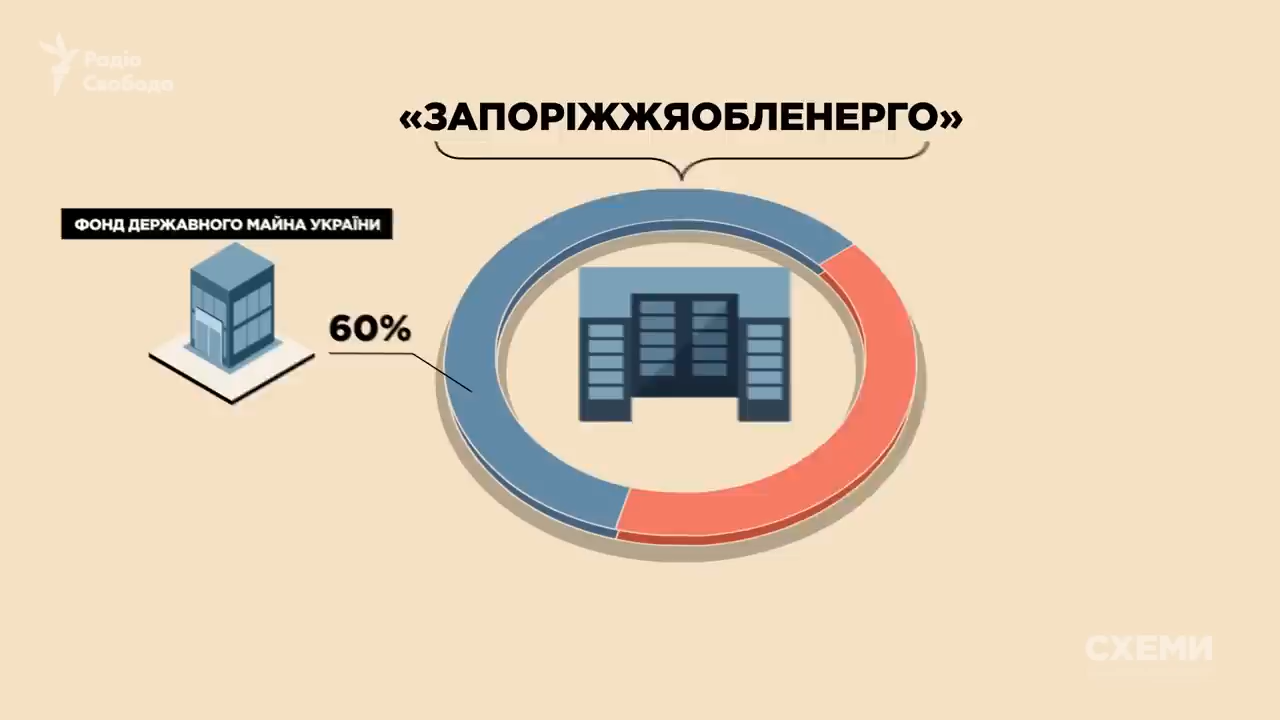 Радіо
Свобода
«ЗАПОРІЖЖЯОБЛЕНЕРГО»
ФОНД ДЕРЖАВНОГО МАЙНА УКРАЇНИ
60%
СХЕМИ